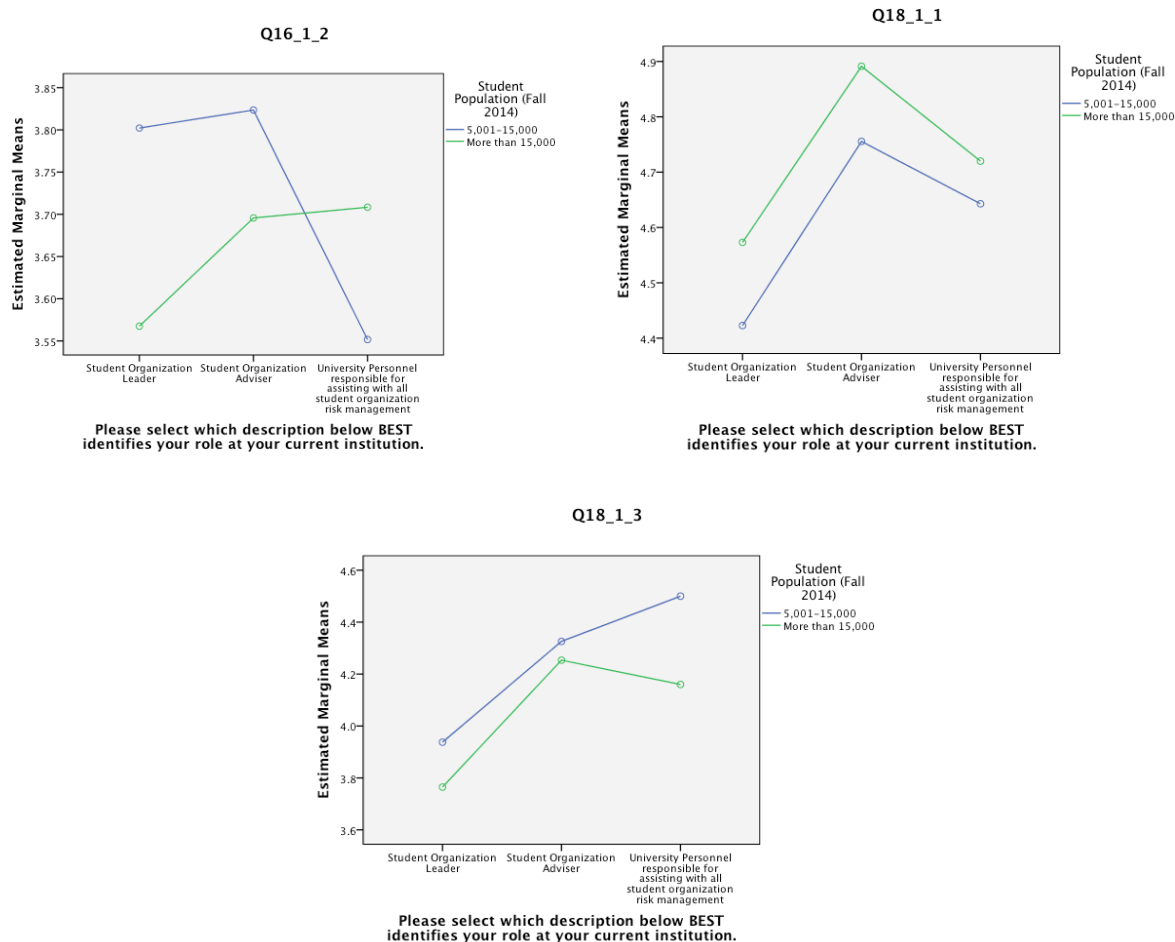 Q16_1_2
Estimated Marginal Means
3.85
3.80
3.75
3.70
3.65
3.60
3.55
Student Organization
Leader
Student Organization
Adviser
University Personnel
responsible for
assisting with all
student organization
risk management
Please select which description below BEST
identifies your role at your current institution.
Student
Population (Fall
2014)
5,001-15,000
More than 15,000
Q18_1_1
Estimated Marginal Means
4.9
4.8
4.7
4.6
4.5
4.4
Student Organization
Leader
Student Organization
Adviser
University Personnel
responsible for
assisting with all
student organization
risk management
Please select which description below BEST
identifies your role at your current institution.
Student
Population (Fall
2014)
5,001-15,000
More than 15,000
Q18_1_3
Estimated Marginal Means
4.6
4.4
4.2
4.0
3.8
3.6
Student Organization
Leader
Student Organization
Adviser
University Personnel
responsible for
assisting with all
student organization
risk management
Please select which description below BEST
identifies your role at your current institution.
Student
Population (Fall
2014)
5,001-15,000
More than 15,000